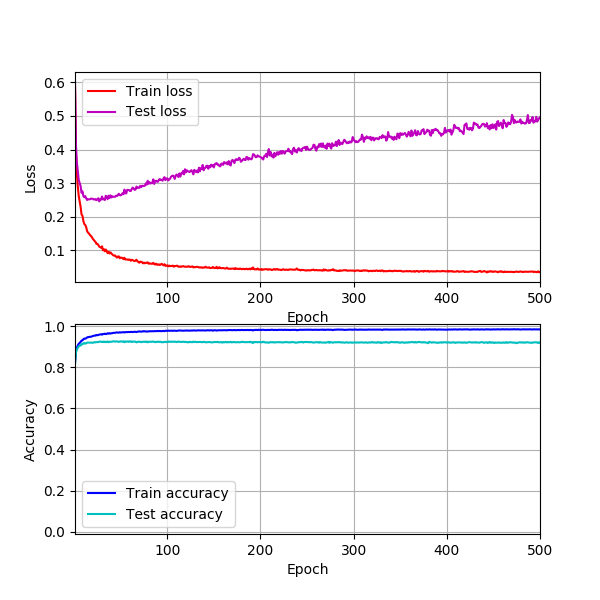 0.6
0.5
0.4
0.3
0.2
0.1
Loss
Train loss
Test loss
100 200 300 400 500
Epoch
1.0
0.8
0.6
0.4
0.2
0.0
Accuracy
Train accuracy
Test accuracy
100 200 300 400 500
Epoch